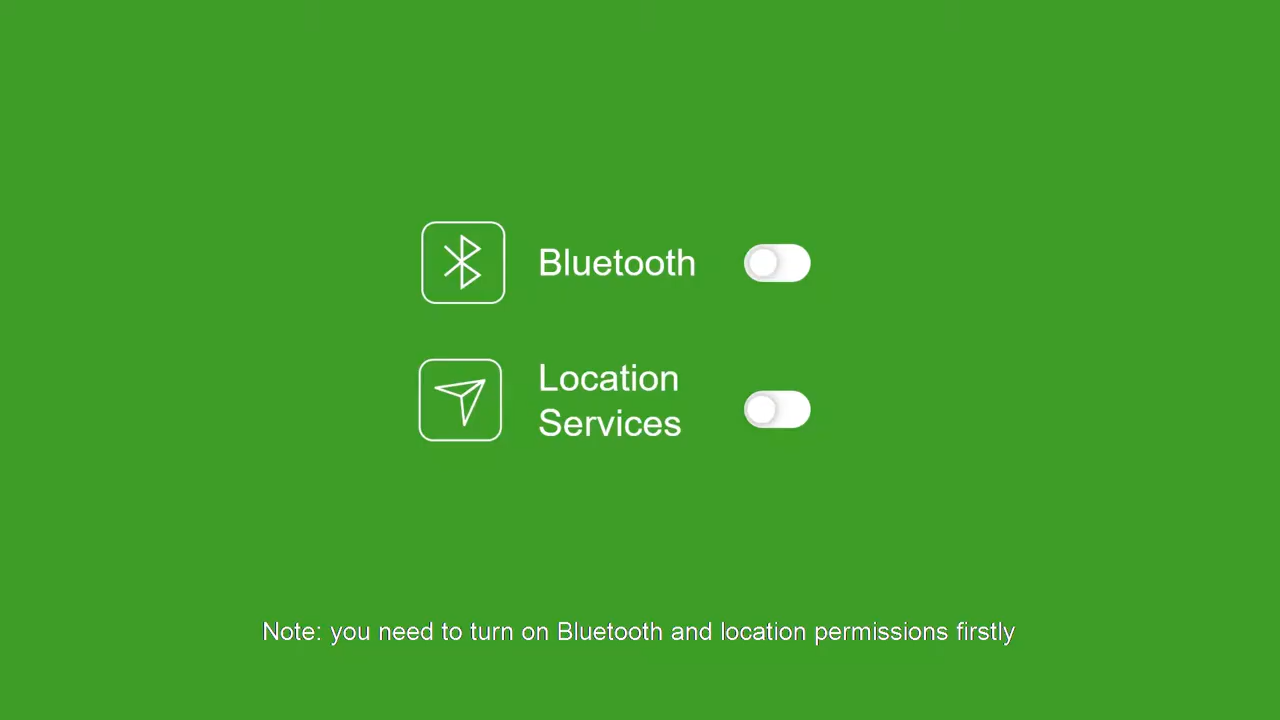 Bluetooth
Location
Services
Note: you need to turn on Bluetooth and location permissions firstly